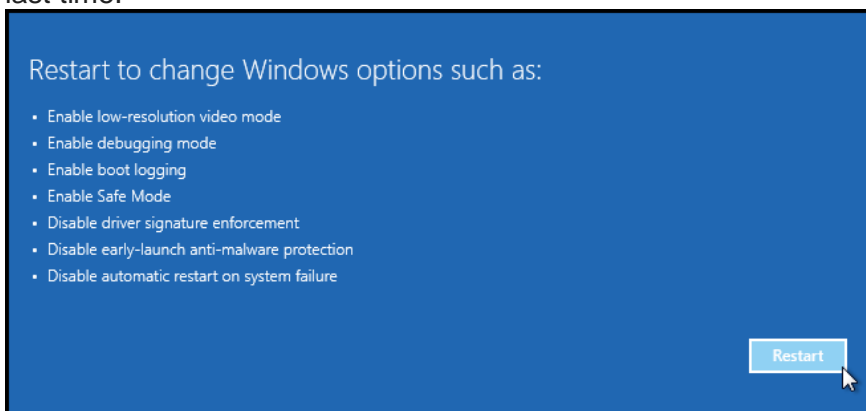 last time.
Restart to change Windows options such as:
▪ Enable low-resolution video mode
▪ Enable debugging mode
▪ Enable boot logging
▪ Enable Safe Mode
▪ Disable driver signature enforcement
▪ Disable early-launch anti-malware protection
▪ Disable automatic restart on system failure
Restart